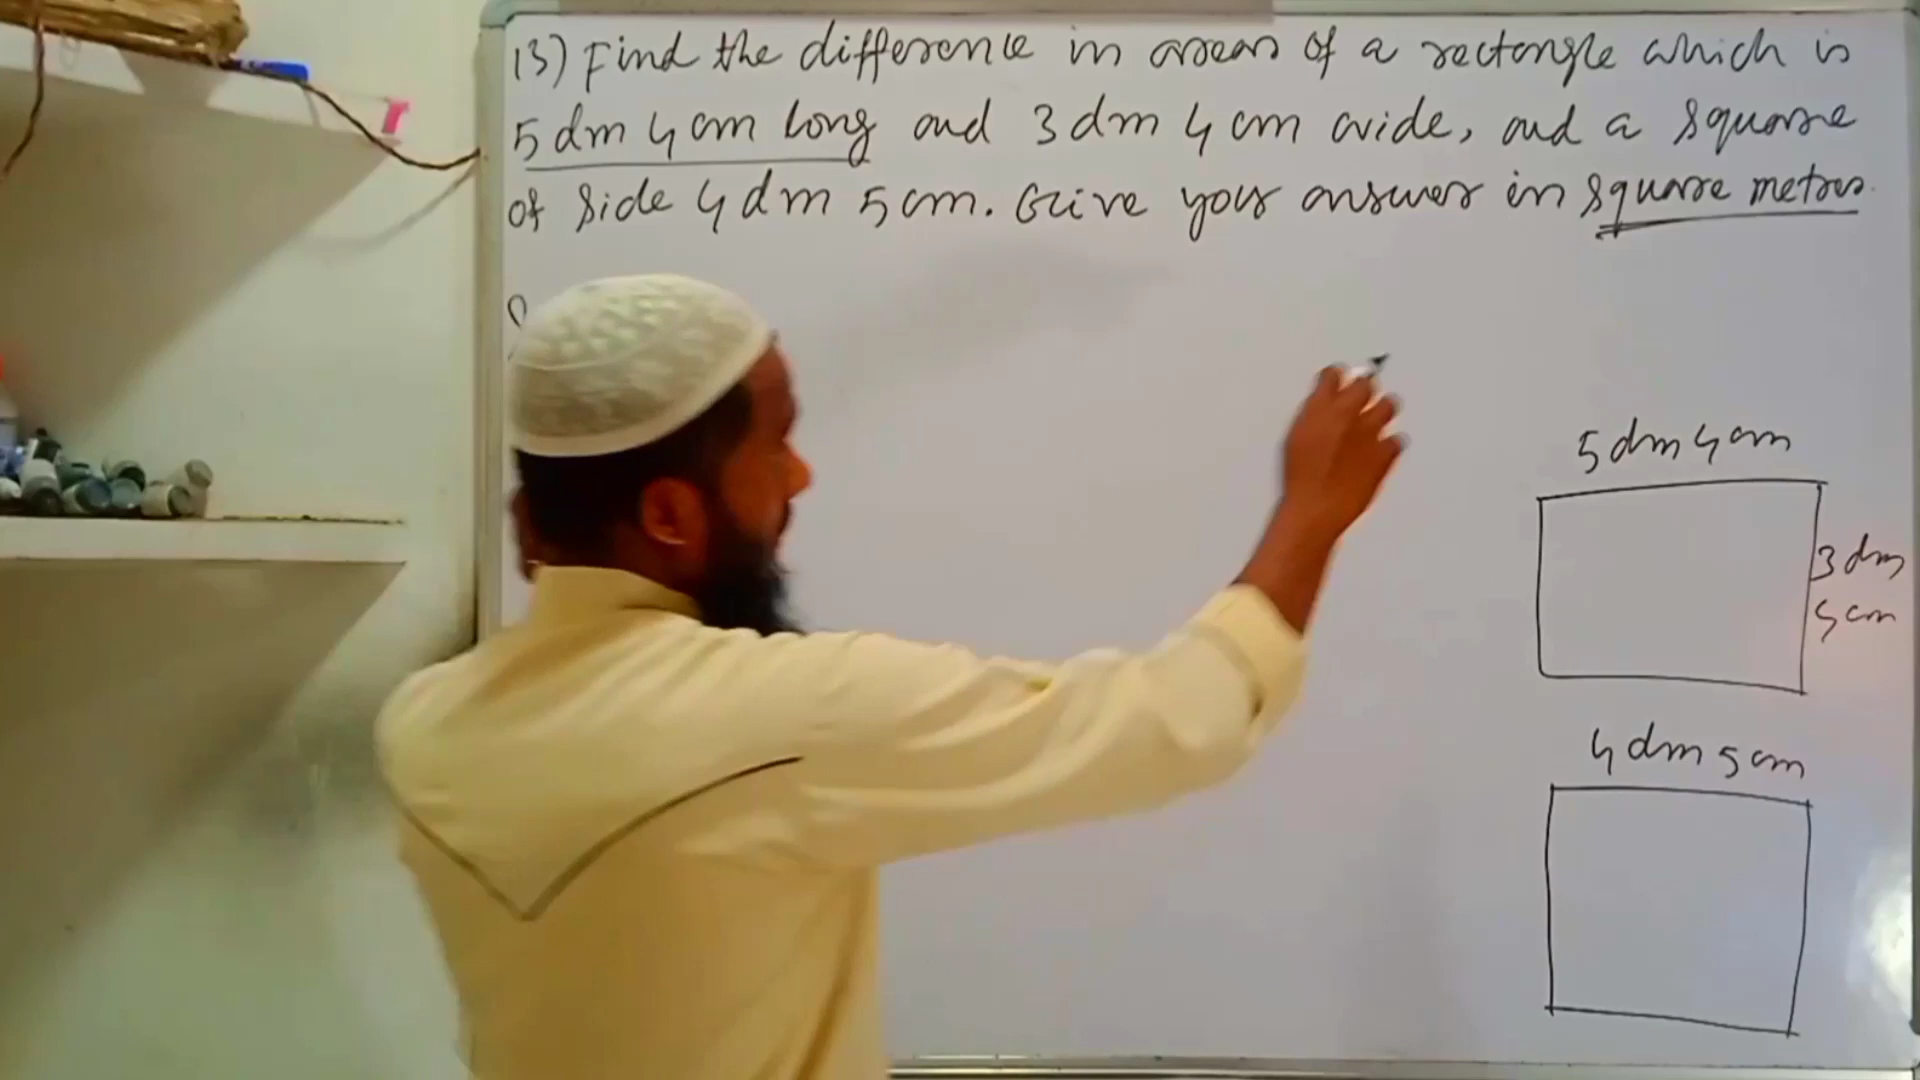 13) Find the difference in areas of a rectangle which is
5 dm 4 cm long and 3 dm 4 cm wide, and a square
of side 4 dm 5 cm. Give your answer in square metres.
5 dm 4 cm
3 dm
4 cm
4 dm 5 cm